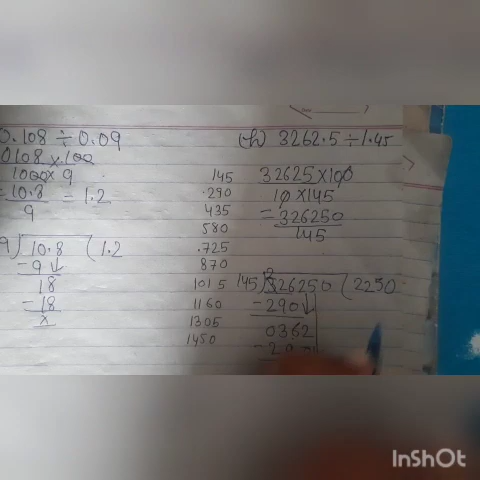 0.108 ÷ 0.09
0108 × 100
1000 × 9
= 10.8 = 1.2
9
9) 10.8 (1.2
- 9 ↓
18
- 18
x
145
.290
435
580
.725
870
1015
1160
1305
1450
(h) 3262.5 ÷ 1.45
32625 × 100
10 × 145
= 326250
145
145) 326250 (2250
- 290↓
0362
InShOt